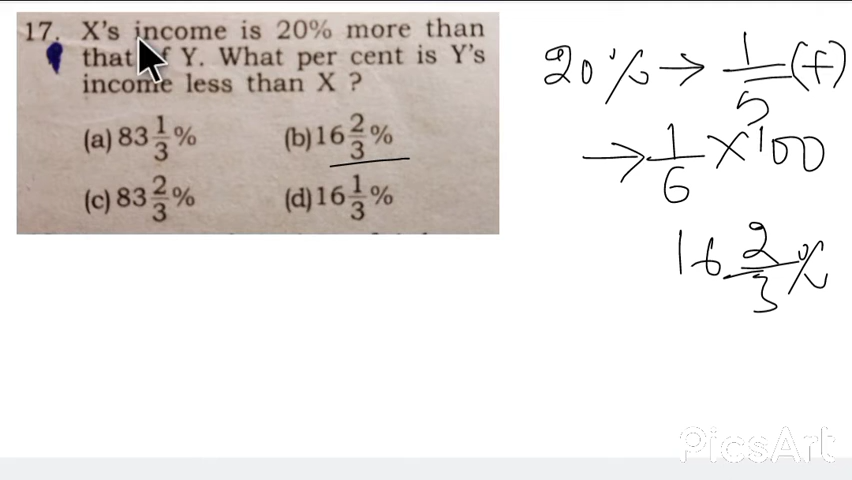 17. X's income is 20% more than
that of Y. What per cent is Y's
income less than X ?
(a) 83 1/3 % (b) 16 2/3 %
(c) 83 2/3 % (d) 16 1/3 %
20% → 1/5 (+)
→ 1/6 × 100
16 2/3 %
PicsArt